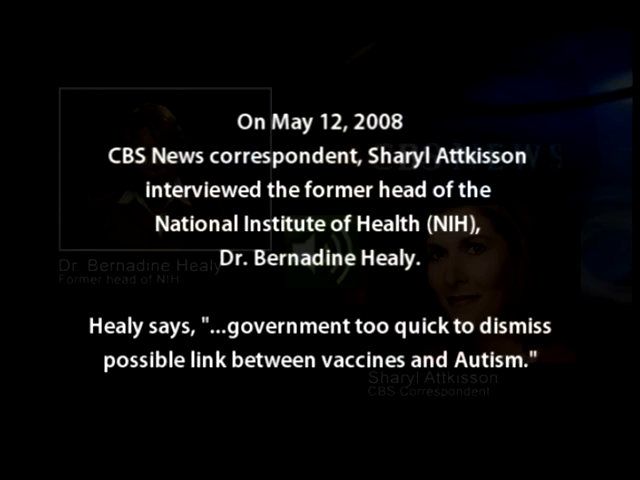 On May 12, 2008
CBS News correspondent, Sharyl Attkisson
interviewed the former head of the
National Institute of Health (NIH),
Dr. Bernadine Healy.
Dr. Bernadine Healy
Former head of NIH
Healy says, "...government too quick to dismiss
possible link between vaccines and Autism."
Sharyl Attkisson
CBS Correspondent